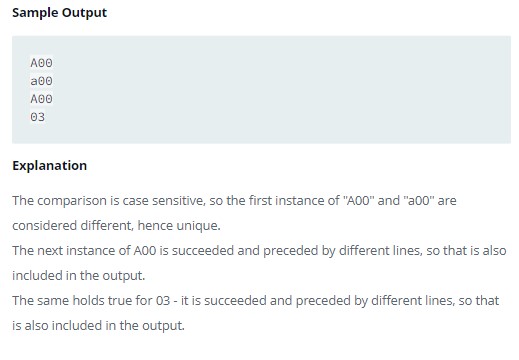 Sample Output
A00
a00
A00
03
Explanation
The comparison is case sensitive, so the first instance of "A00" and "a00" are
considered different, hence unique.
The next instance of A00 is succeeded and preceded by different lines, so that is also
included in the output.
The same holds true for 03 - it is succeeded and preceded by different lines, so that
is also included in the output.